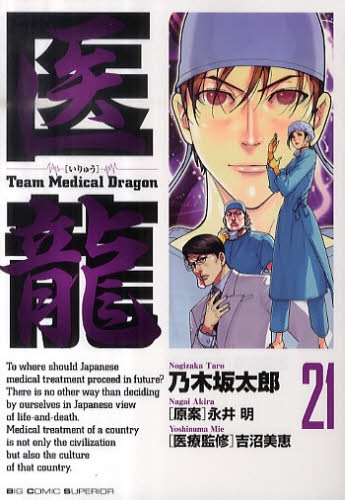 医龍
[いりゅう]
Team Medical Dragon
To where should Japanese
medical treatment proceed in future?
There is no other way than deciding
by ourselves in Japanese view
of life-and-death.
Medical treatment of a country
is not only the civilization
but also the culture
of that country.
Nogizaka Taro
乃木坂太郎
Nagai Akira
[原案]永井 明
Yoshinuma Mie
[医療監修]吉沼美恵
21
BIG COMIC SUPERIOR